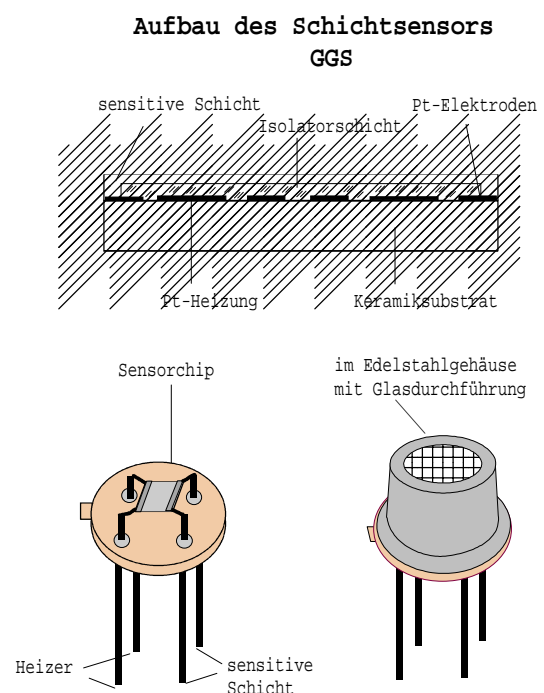 Aufbau des Schichtsensors
GGS
sensitive Schicht
Pt-Elektroden
Isolatorschicht
Pt-Heizung
Keramiksubstrat
Sensorchip
im Edelstahlgehäuse
mit Glasdurchführung
Heizer
sensitive
Schicht